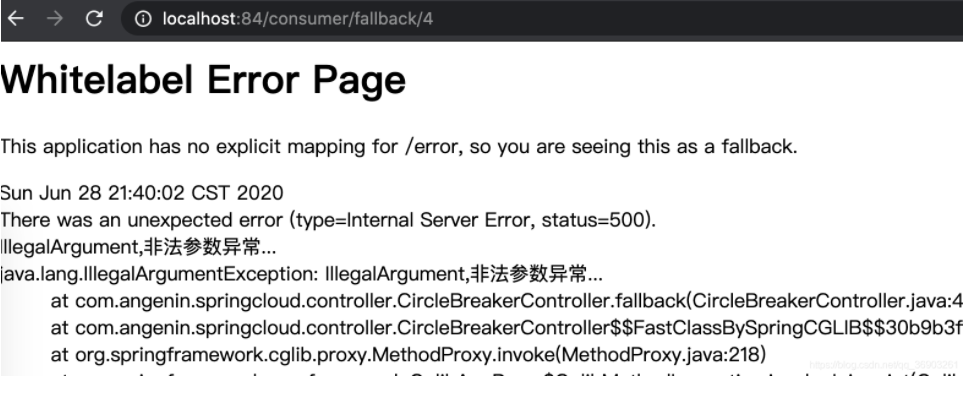 localhost:84/consumer/fallback/4
Whitelabel Error Page
This application has no explicit mapping for /error, so you are seeing this as a fallback.
Sun Jun 28 21:40:02 CST 2020
There was an unexpected error (type=Internal Server Error, status=500).
IllegalArgument,非法参数异常...
java.lang.IllegalArgumentException: IllegalArgument,非法参数异常...
at com.angenin.springcloud.controller.CircleBreakerController.fallback(CircleBreakerController.java:4
at com.angenin.springcloud.controller.CircleBreakerController$$FastClassBySpringCGLIB$$30b9b3f
at org.springframework.cglib.proxy.MethodProxy.invoke(MethodProxy.java:218)